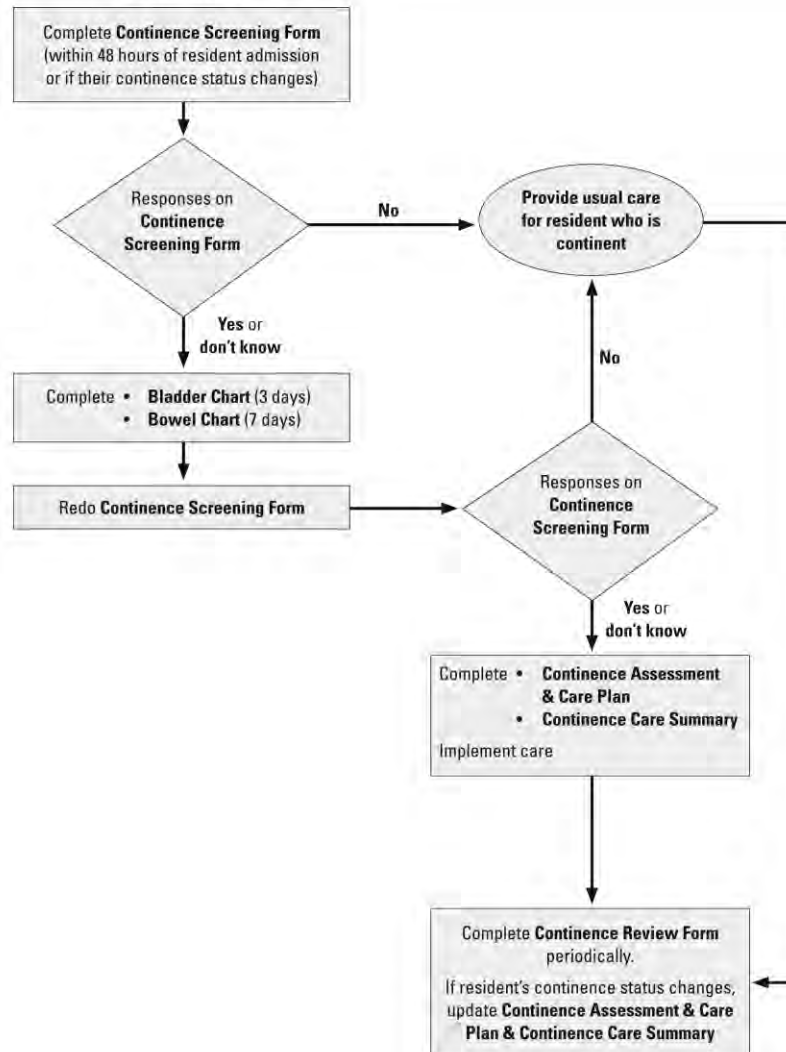 Complete Continence Screening Form
(within 48 hours of resident admission
or if their continence status changes)
Responses on
Continence
Screening Form
No
Provide usual care
for resident who is
continent
Yes or
don't know
Complete • Bladder Chart (3 days)
• Bowel Chart (7 days)
No
Redo Continence Screening Form
Responses on
Continence
Screening Form
Yes or
don't know
Complete • Continence Assessment
& Care Plan
• Continence Care Summary
Implement care
Complete Continence Review Form
periodically.
If resident's continence status changes,
update Continence Assessment & Care
Plan & Continence Care Summary